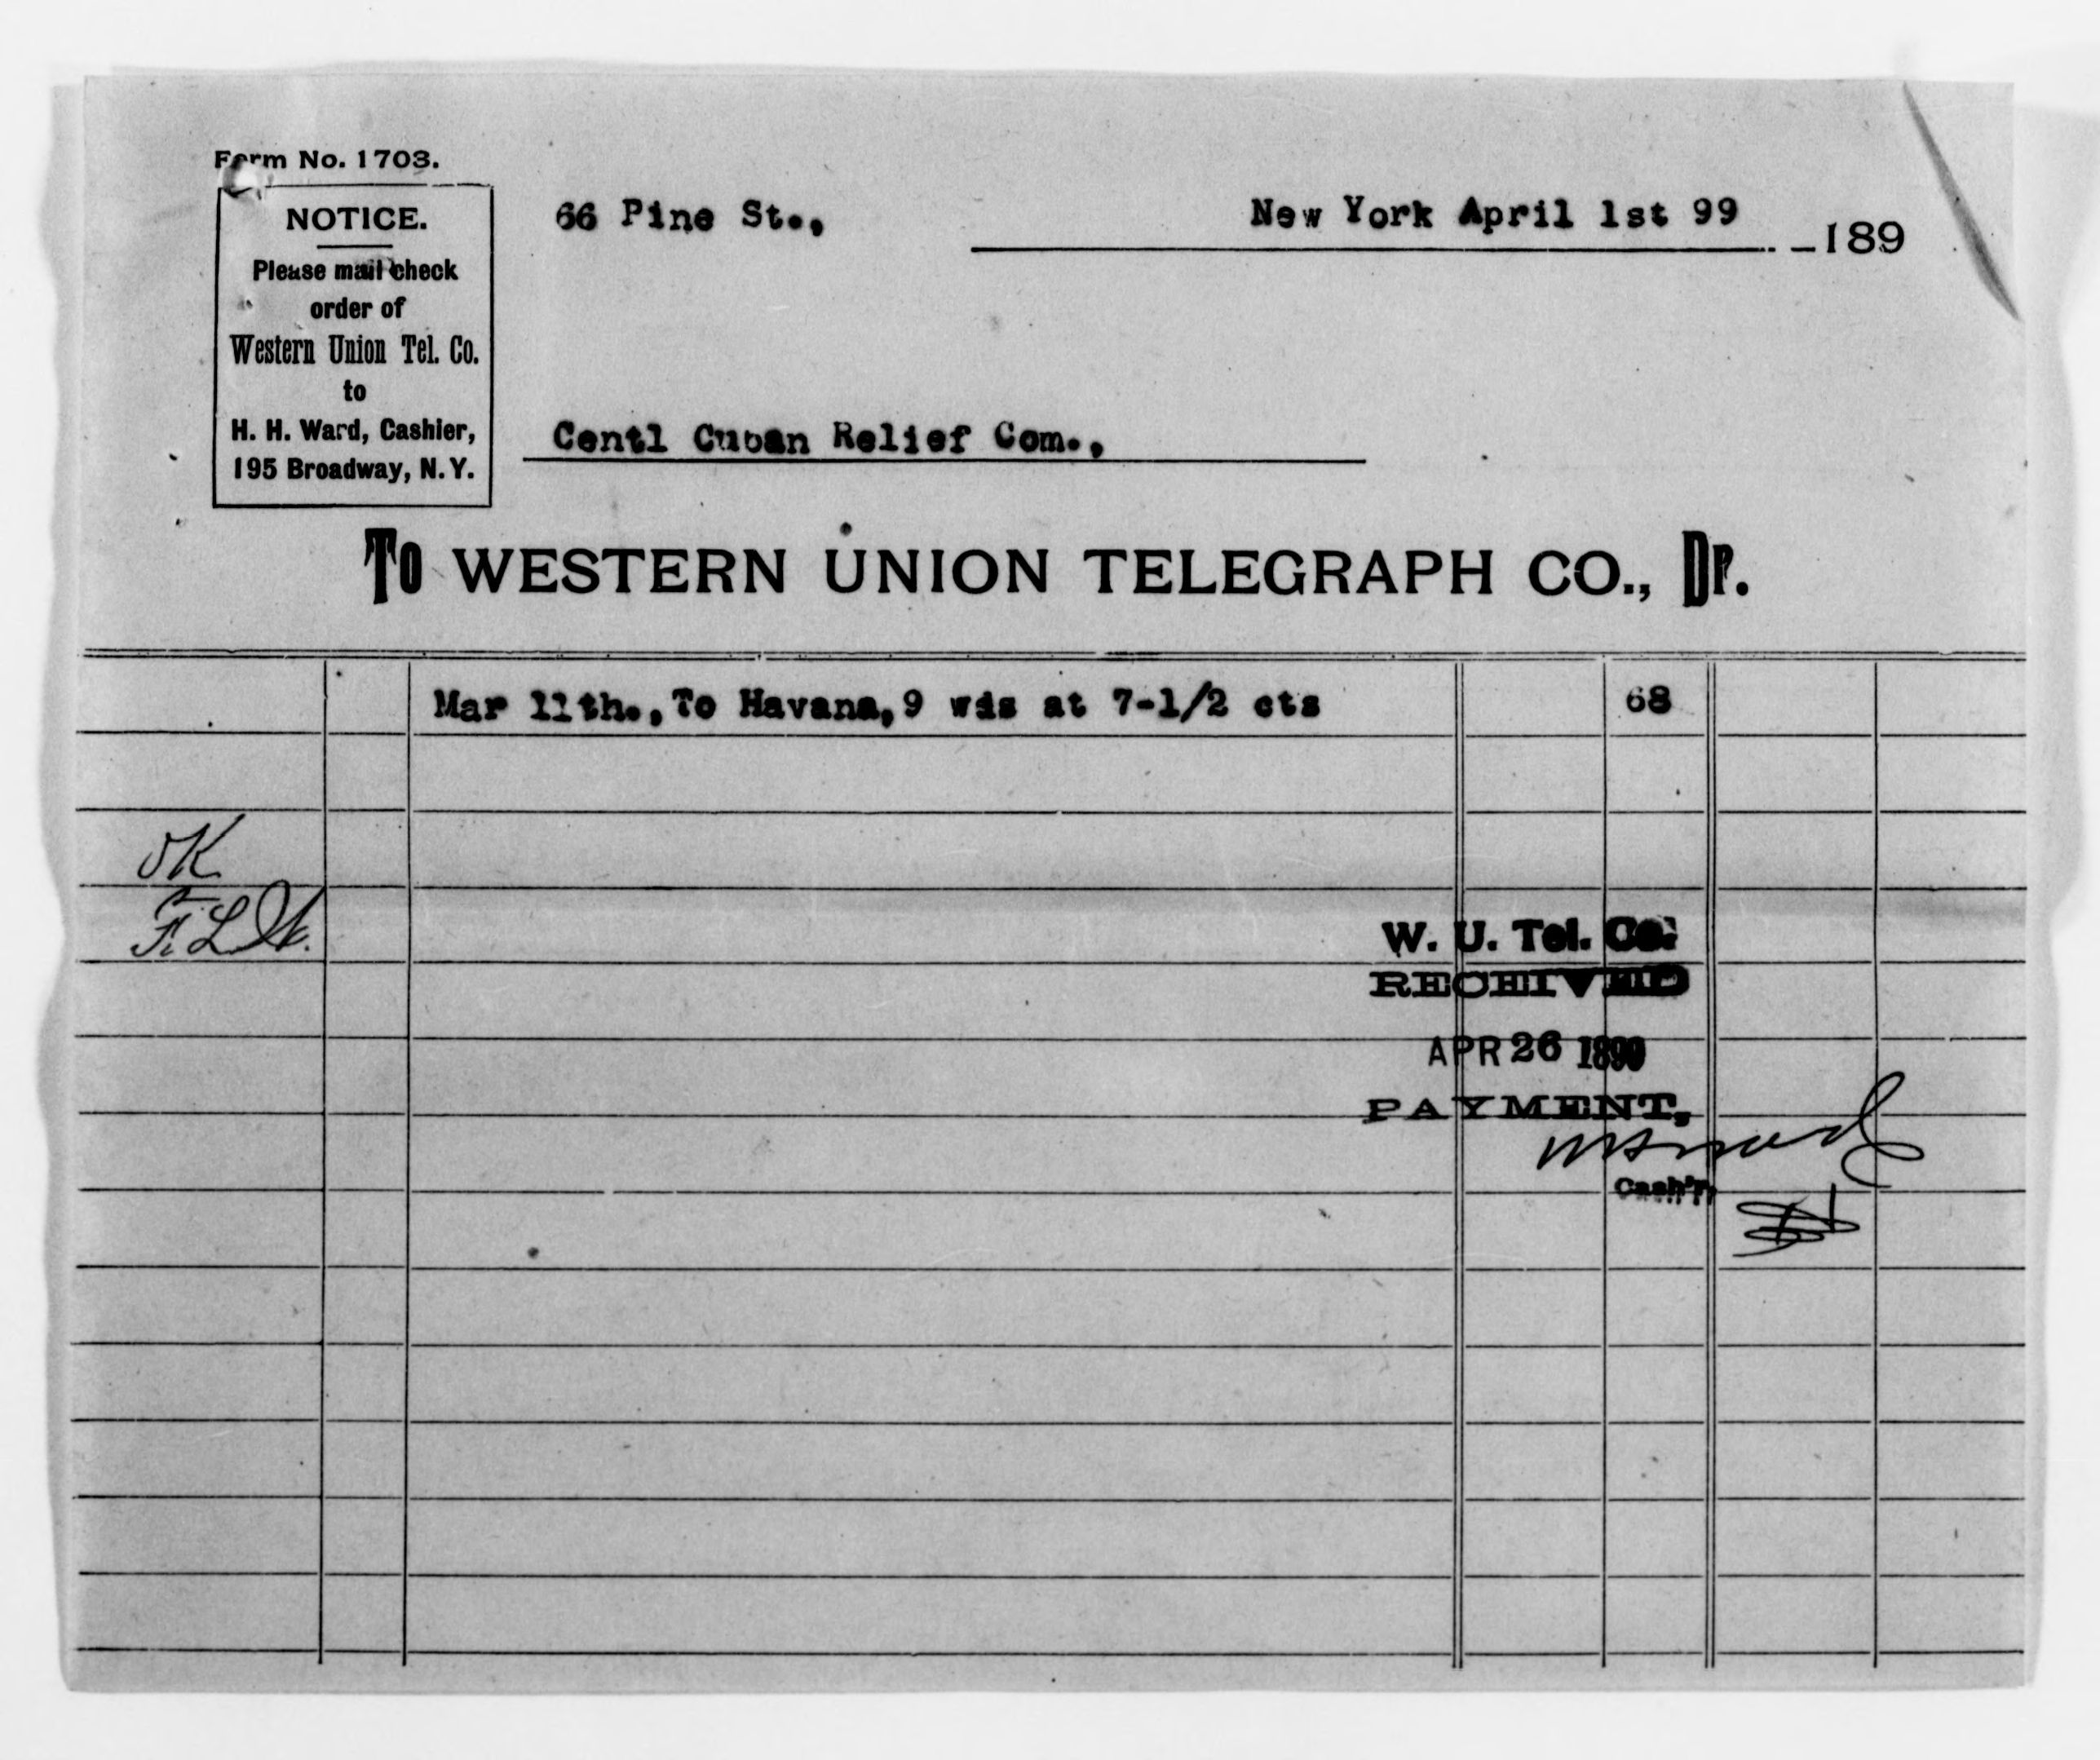 Form No. 1703.
NOTICE.
Please mail check
order of
Western Union Tel. Co.
to
H. H. Ward, Cashier,
195 Broadway, N.Y.
66 Pine St.,
New York April 1st 99 189
Centl Cuban Relief Com.,
To WESTERN UNION TELEGRAPH CO., Dr.
Mar 11th., To Havana, 9 wds at 7-1/2 cts 68
OK
W. U. Tel. Co.
RECEIVED
APR 26 1899
PAYMENT,
Cash'r,